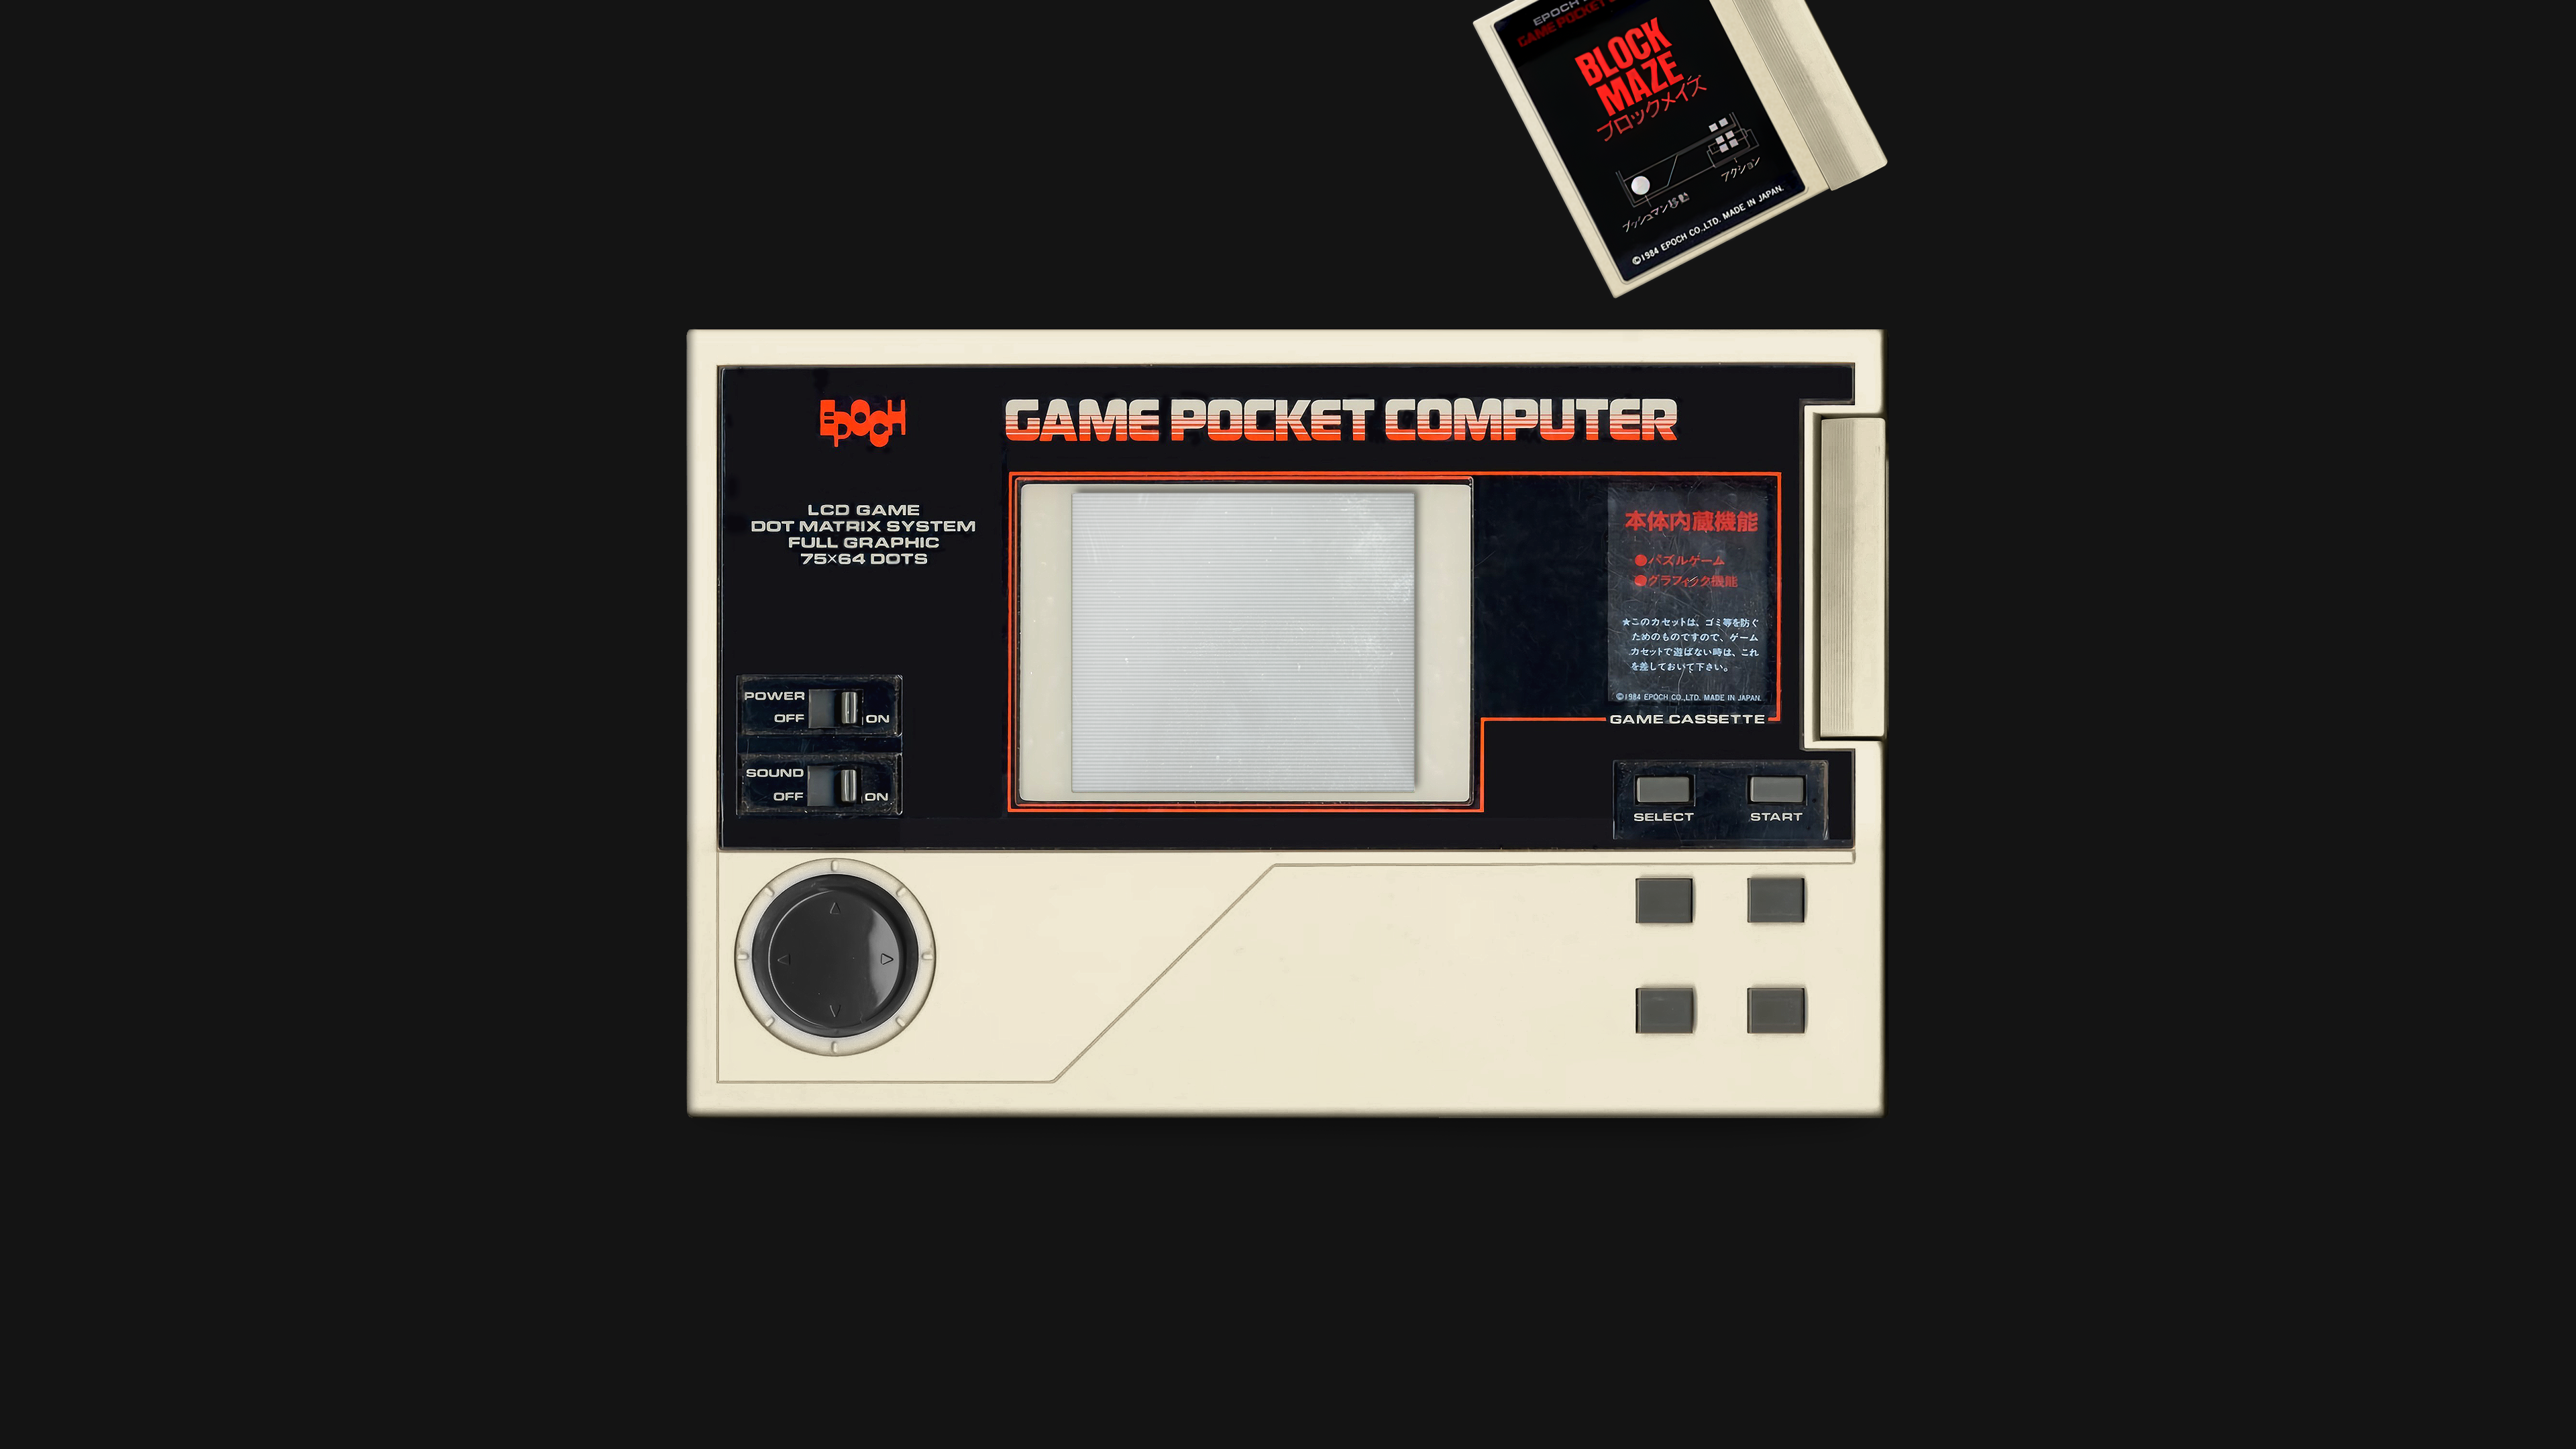 EPOCH
GAME POCKET
BLOCK
MAZE
ブロックメイズ
アクション
プッシュマン移動
©1984 EPOCH CO.,LTD. MADE IN JAPAN.
EPOCH
GAME POCKET COMPUTER
LCD GAME
DOT MATRIX SYSTEM
FULL GRAPHIC
75×64 DOTS
本体内蔵機能
●パズルゲーム
●グラフィック機能
★このカセットは、ゴミ等を防ぐ
ためのものですので、ゲーム
カセットで遊ばない時は、これ
を差しておいて下さい。
©1984 EPOCH CO.,LTD. MADE IN JAPAN.
GAME CASSETTE
POWER
OFF
ON
SOUND
OFF
ON
SELECT
START